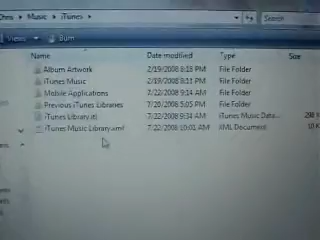 Music ▸ iTunes ▸ Search
Views Burn
Name Date modified Type Size
Album Artwork 2/19/2008 8:13 PM File Folder
iTunes Music 2/19/2008 8:13 PM File Folder
Mobile Applications 7/22/2008 9:14 AM File Folder
Previous iTunes Libraries 7/20/2008 5:05 PM File Folder
iTunes Library.itl 7/22/2008 9:34 AM iTunes Music Data...
iTunes Music Library.xml 7/22/2008 10:01 AM XML Document